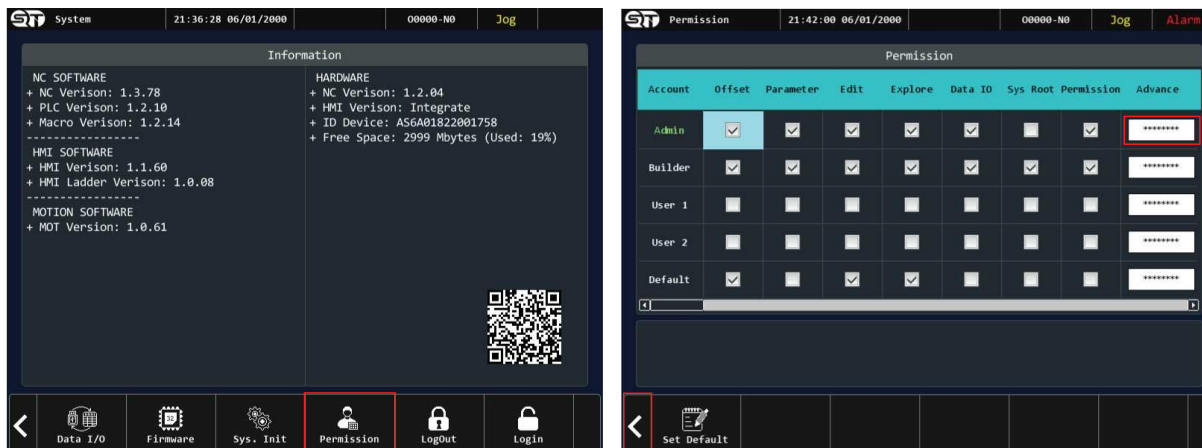 ST System 21:36:28 06/01/2000 O0000-N0 Jog
Information
NC SOFTWARE
+ NC Verison: 1.3.78
+ PLC Verison: 1.2.10
+ Macro Verison: 1.2.14
-----------------
HMI SOFTWARE
+ HMI Verison: 1.1.60
+ HMI Ladder Verison: 1.0.08
-----------------
MOTION SOFTWARE
+ MOT Version: 1.0.61
HARDWARE
+ NC Verison: 1.2.04
+ HMI Verison: Integrate
+ ID Device: AS6A01822001758
+ Free Space: 2999 Mbytes (Used: 19%)
Data I/O Firmware Sys. Init Permission LogOut Login
ST Permission 21:42:00 06/01/2000 O0000-N0 Jog Alarm
Permission
Account Offset Parameter Edit Explore Data IO Sys Root Permission Advance
Admin ********
Builder ********
User 1 ********
User 2 ********
Default ********
Set Default